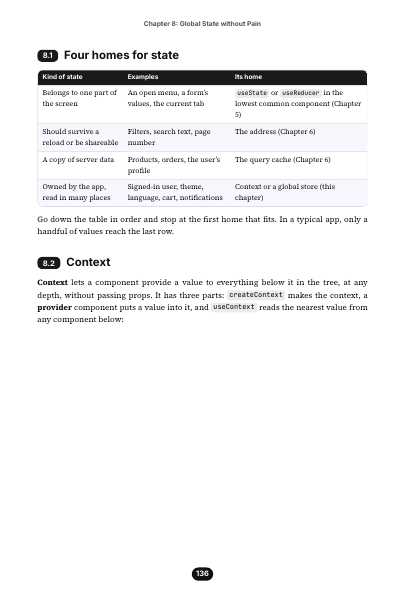 Chapter 8: Global State without Pain
8.1 Four homes for state
Kind of state Examples Its home
Belongs to one part of the screen An open menu, a form's values, the current tab useState or useReducer in the lowest common component (Chapter 5)
Should survive a reload or be shareable Filters, search text, page number The address (Chapter 6)
A copy of server data Products, orders, the user's profile The query cache (Chapter 6)
Owned by the app, read in many places Signed-in user, theme, language, cart, notifications Context or a global store (this chapter)
Go down the table in order and stop at the first home that fits. In a typical app, only a
handful of values reach the last row.
8.2 Context
Context lets a component provide a value to everything below it in the tree, at any
depth, without passing props. It has three parts: createContext makes the context, a
provider component puts a value into it, and useContext reads the nearest value from
any component below:
136